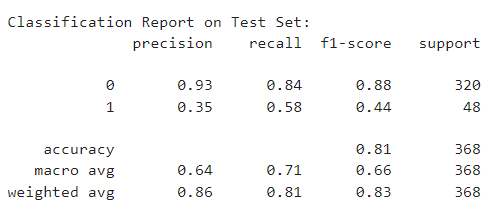 Classification Report on Test Set:
precision recall f1-score support
0 0.93 0.84 0.88 320
1 0.35 0.58 0.44 48
accuracy 0.81 368
macro avg 0.64 0.71 0.66 368
weighted avg 0.86 0.81 0.83 368